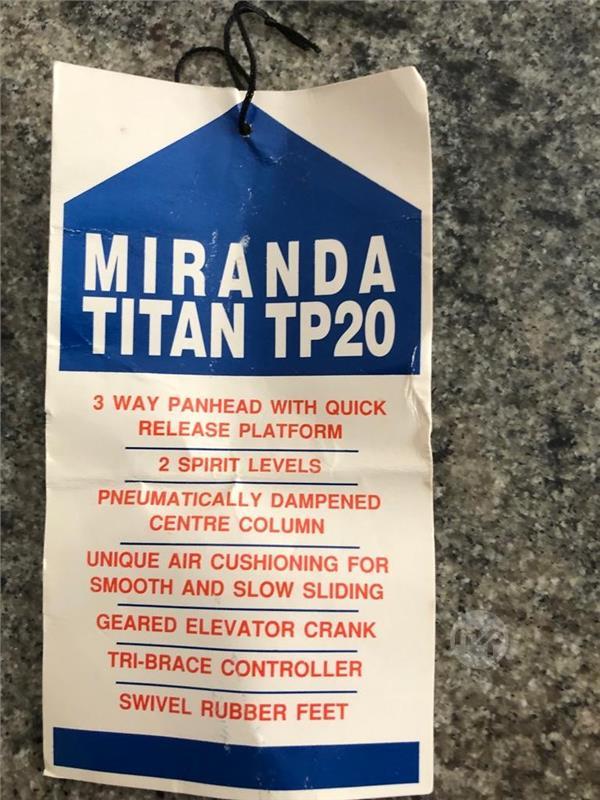 MIRANDA
TITAN TP20
3 WAY PANHEAD WITH QUICK
RELEASE PLATFORM
2 SPIRIT LEVELS
PNEUMATICALLY DAMPENED
CENTRE COLUMN
UNIQUE AIR CUSHIONING FOR
SMOOTH AND SLOW SLIDING
GEARED ELEVATOR CRANK
TRI-BRACE CONTROLLER
SWIVEL RUBBER FEET